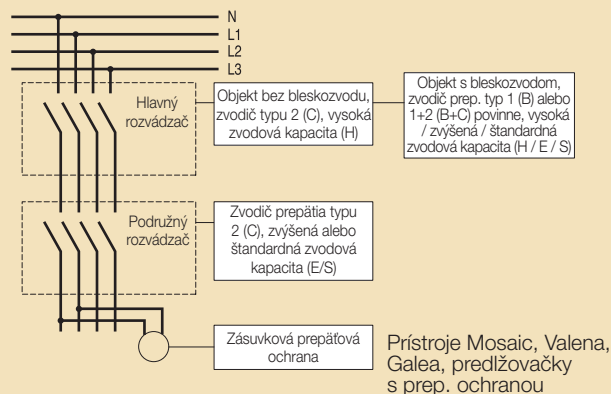 N
L1
L2
L3
Hlavný
rozvádzač
Objekt bez bleskozvodu,
zvodič typu 2 (C), vysoká
zvodová kapacita (H)
Objekt s bleskozvodom,
zvodič prep. typ 1 (B) alebo
1+2 (B+C) povinne, vysoká
/ zvýšená / štandardná
zvodová kapacita (H / E / S)
Podružný
rozvádzač
Zvodič prepätia typu
2 (C), zvýšená alebo
štandardná zvodová
kapacita (E/S)
Zásuvková prepäťová
ochrana
Prístroje Mosaic, Valena,
Galea, predlžovačky
s prep. ochranou